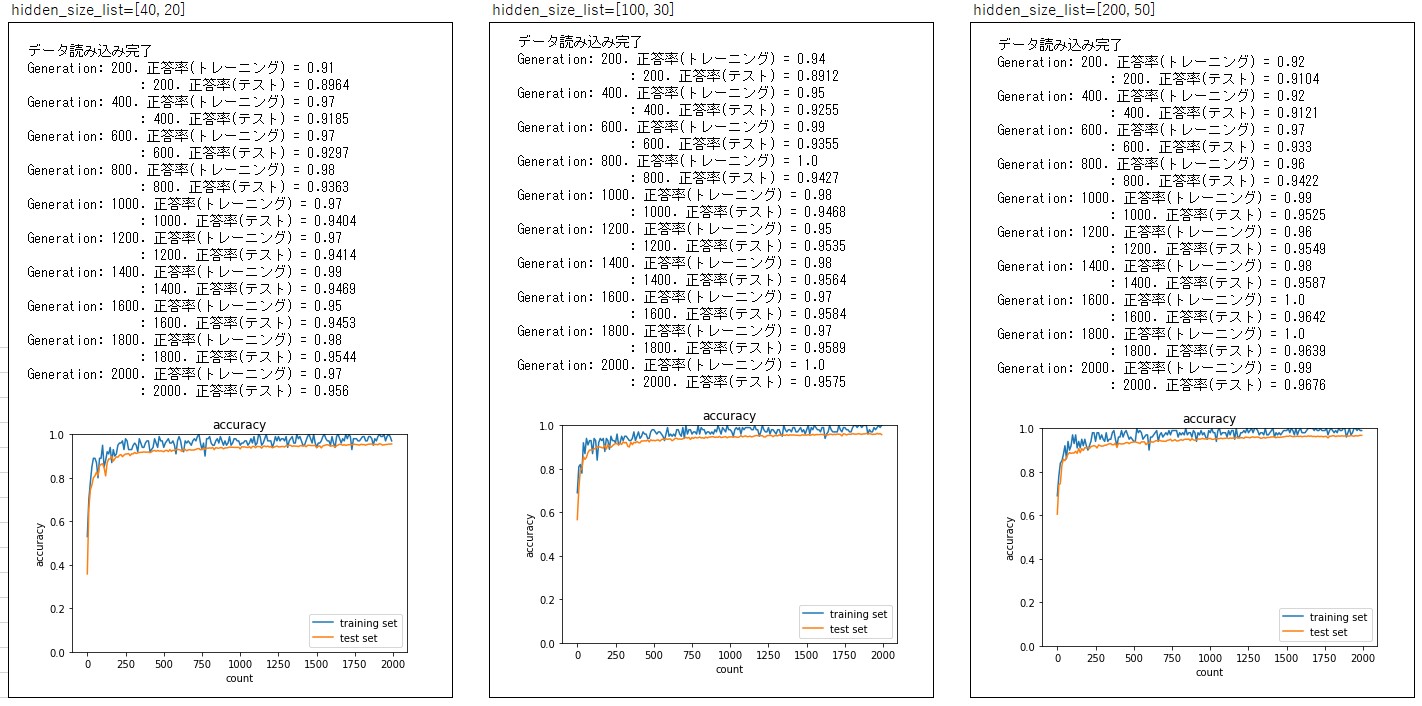 hidden_size_list=[40, 20]
データ読み込み完了
Generation: 200. 正答率(トレーニング) = 0.91
: 200. 正答率(テスト) = 0.8964
Generation: 400. 正答率(トレーニング) = 0.97
: 400. 正答率(テスト) = 0.9185
Generation: 600. 正答率(トレーニング) = 0.97
: 600. 正答率(テスト) = 0.9297
Generation: 800. 正答率(トレーニング) = 0.98
: 800. 正答率(テスト) = 0.9363
Generation: 1000. 正答率(トレーニング) = 0.97
: 1000. 正答率(テスト) = 0.9404
Generation: 1200. 正答率(トレーニング) = 0.97
: 1200. 正答率(テスト) = 0.9414
Generation: 1400. 正答率(トレーニング) = 0.99
: 1400. 正答率(テスト) = 0.9469
Generation: 1600. 正答率(トレーニング) = 0.95
: 1600. 正答率(テスト) = 0.9453
Generation: 1800. 正答率(トレーニング) = 0.98
: 1800. 正答率(テスト) = 0.9544
Generation: 2000. 正答率(トレーニング) = 0.97
: 2000. 正答率(テスト) = 0.956
accuracy
1.0
0.8
0.6
0.4
0.2
0.0
accuracy
training set
test set
0 250 500 750 1000 1250 1500 1750 2000
count
hidden_size_list=[100, 30]
データ読み込み完了
Generation: 200. 正答率(トレーニング) = 0.94
: 200. 正答率(テスト) = 0.8912
Generation: 400. 正答率(トレーニング) = 0.95
: 400. 正答率(テスト) = 0.9255
Generation: 600. 正答率(トレーニング) = 0.99
: 600. 正答率(テスト) = 0.9355
Generation: 800. 正答率(トレーニング) = 1.0
: 800. 正答率(テスト) = 0.9427
Generation: 1000. 正答率(トレーニング) = 0.98
: 1000. 正答率(テスト) = 0.9468
Generation: 1200. 正答率(トレーニング) = 0.95
: 1200. 正答率(テスト) = 0.9535
Generation: 1400. 正答率(トレーニング) = 0.98
: 1400. 正答率(テスト) = 0.9564
Generation: 1600. 正答率(トレーニング) = 0.97
: 1600. 正答率(テスト) = 0.9584
Generation: 1800. 正答率(トレーニング) = 0.97
: 1800. 正答率(テスト) = 0.9589
Generation: 2000. 正答率(トレーニング) = 1.0
: 2000. 正答率(テスト) = 0.9575
accuracy
1.0
0.8
0.6
0.4
0.2
0.0
accuracy
training set
test set
0 250 500 750 1000 1250 1500 1750 2000
count
hidden_size_list=[200, 50]
データ読み込み完了
Generation: 200. 正答率(トレーニング) = 0.92
: 200. 正答率(テスト) = 0.9104
Generation: 400. 正答率(トレーニング) = 0.92
: 400. 正答率(テスト) = 0.9121
Generation: 600. 正答率(トレーニング) = 0.97
: 600. 正答率(テスト) = 0.933
Generation: 800. 正答率(トレーニング) = 0.96
: 800. 正答率(テスト) = 0.9422
Generation: 1000. 正答率(トレーニング) = 0.99
: 1000. 正答率(テスト) = 0.9525
Generation: 1200. 正答率(トレーニング) = 0.96
: 1200. 正答率(テスト) = 0.9549
Generation: 1400. 正答率(トレーニング) = 0.98
: 1400. 正答率(テスト) = 0.9587
Generation: 1600. 正答率(トレーニング) = 1.0
: 1600. 正答率(テスト) = 0.9642
Generation: 1800. 正答率(トレーニング) = 1.0
: 1800. 正答率(テスト) = 0.9639
Generation: 2000. 正答率(トレーニング) = 0.99
: 2000. 正答率(テスト) = 0.9676
accuracy
1.0
0.8
0.6
0.4
0.2
0.0
accuracy
training set
test set
0 250 500 750 1000 1250 1500 1750 2000
count